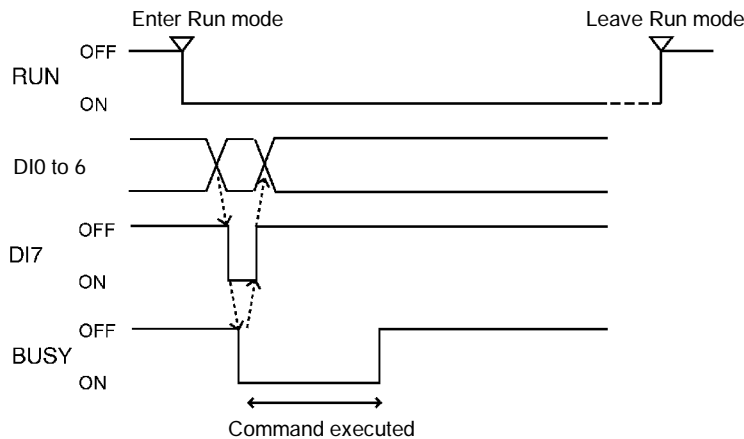 Enter Run mode
Leave Run mode
OFF
RUN
ON
DI0 to 6
OFF
DI7
ON
OFF
BUSY
ON
Command executed